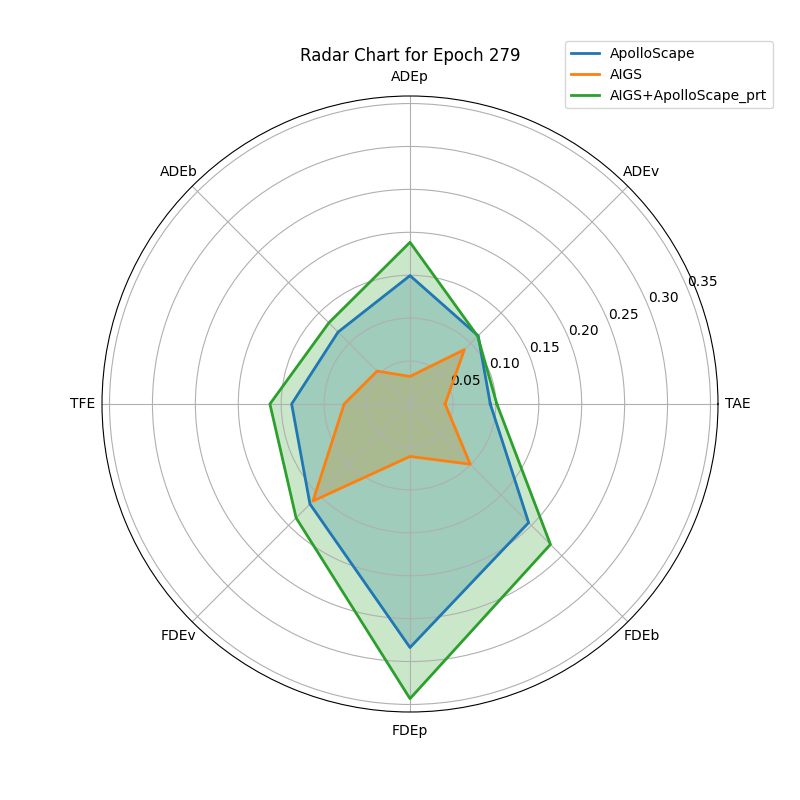 Radar Chart for Epoch 279
ApolloScape
AIGS
AIGS+ApolloScape_prt
ADEp
ADEb
ADEv
0.35
0.30
0.25
0.20
0.15
0.10
0.05
TFE
TAE
FDEv
FDEb
FDEp